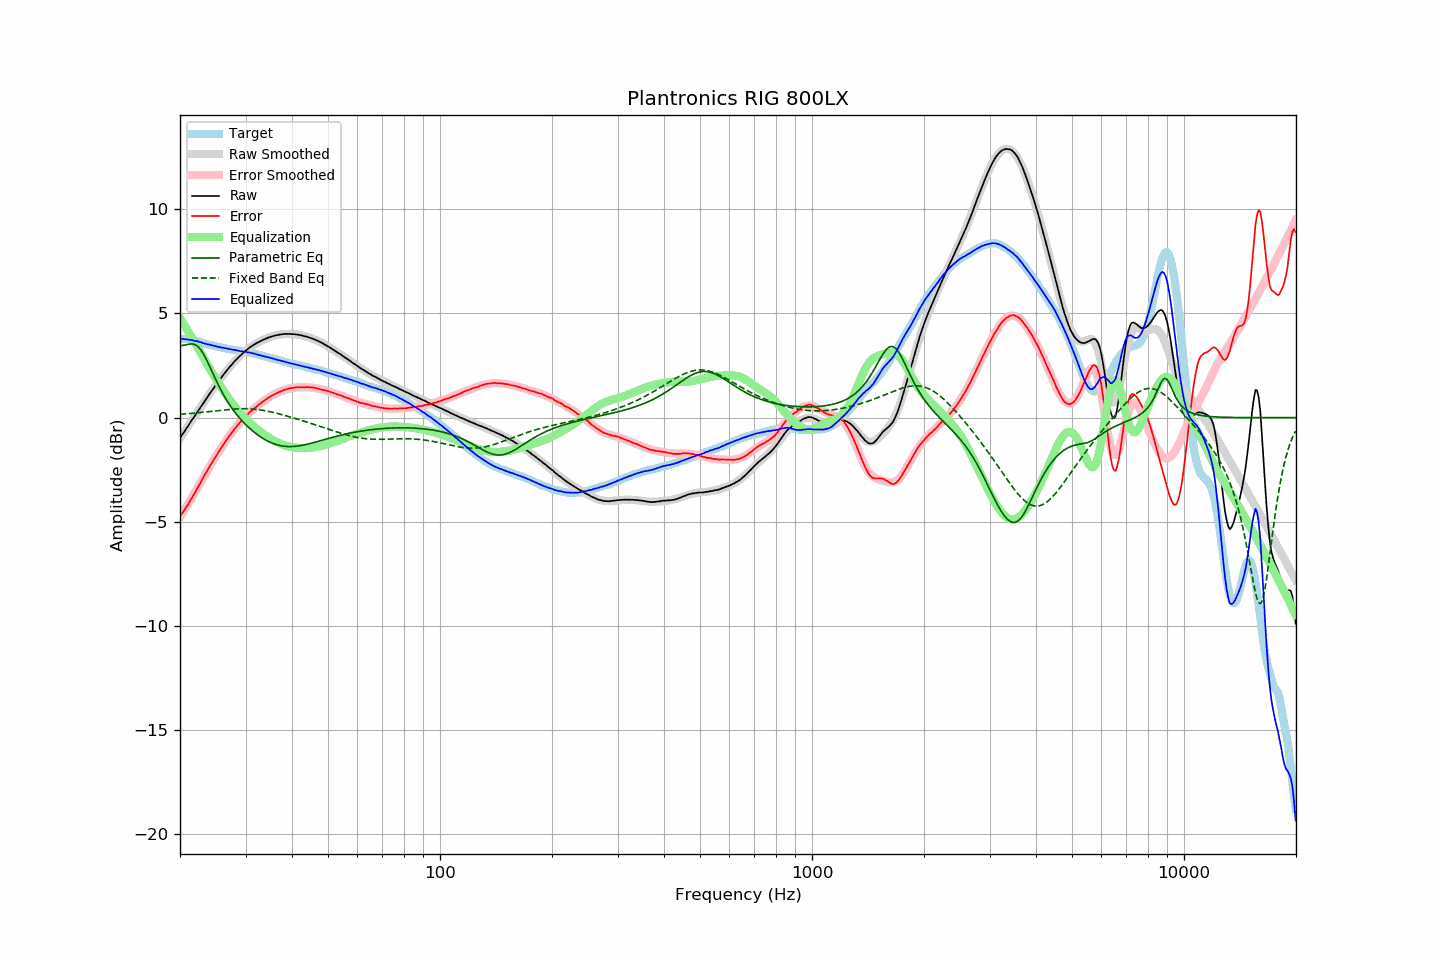 Plantronics RIG 800LX
Target
Raw Smoothed
Error Smoothed
Raw
Error
Equalization
Parametric Eq
Fixed Band Eq
Equalized
10
5
0
−5
−10
−15
−20
Amplitude (dBr)
100
1000
10000
Frequency (Hz)